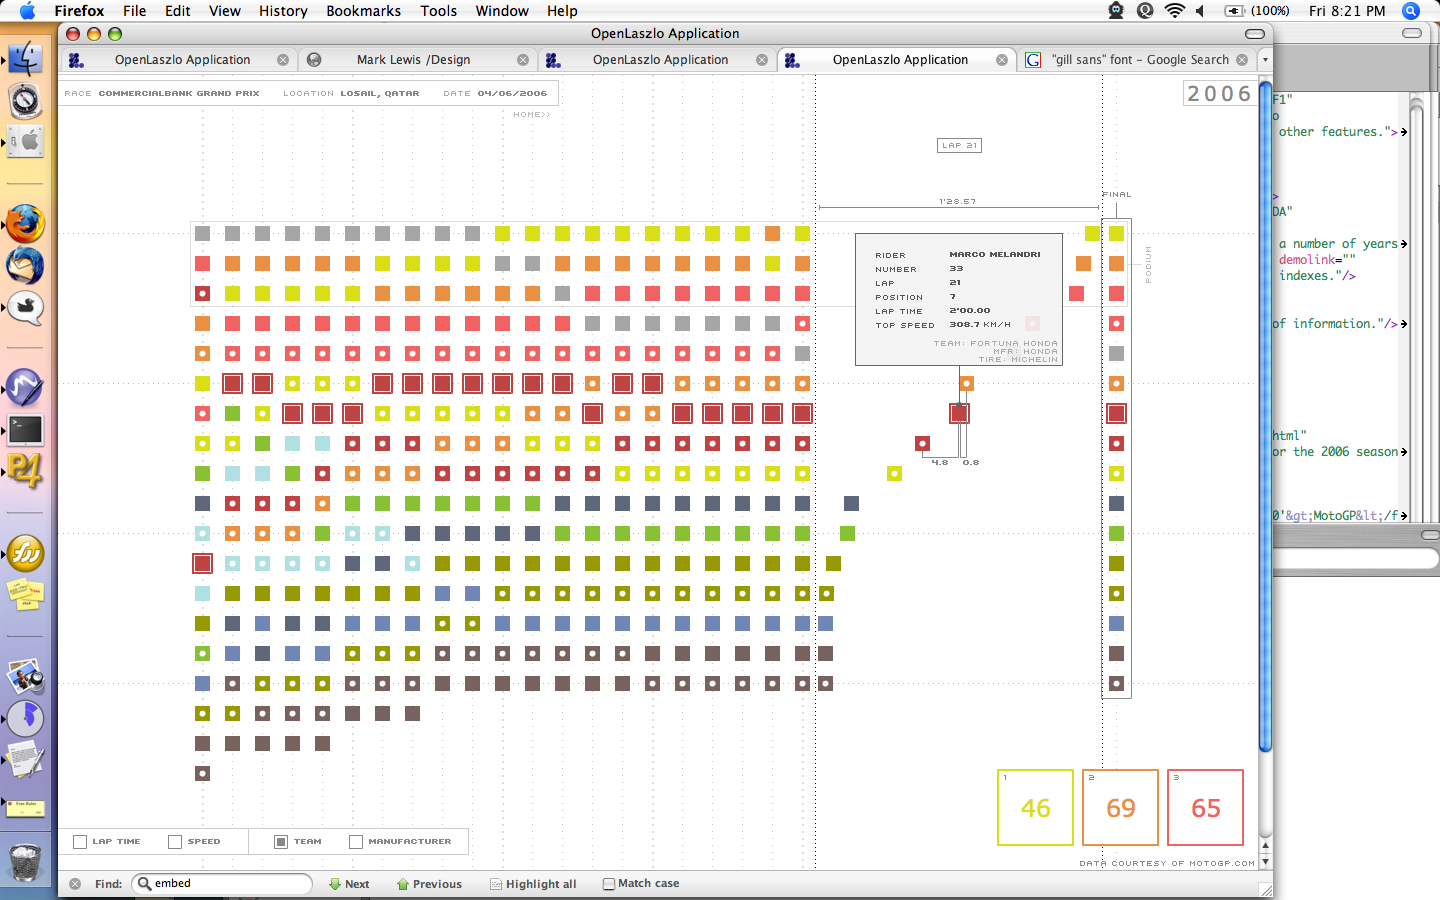 Firefox File Edit View History Bookmarks Tools Window Help (100%) Fri 8:21 PM
OpenLaszlo Application
OpenLaszlo Application Mark Lewis /Design OpenLaszlo Application OpenLaszlo Application "gill sans" font - Google Search
RACE COMMERCIALBANK GRAND PRIX LOCATION LOSAIL, QATAR DATE 04/06/2006
2006
HOME>>
LAP 21
FINAL
1'28.57
PODIUM
RIDER MARCO MELANDRI
NUMBER 33
LAP 21
POSITION 7
LAP TIME 2'00.00
TOP SPEED 308.7 KM/H
TEAM: FORTUNA HONDA
MFR: HONDA
TIRE: MICHELIN
4.8 0.8
1 46
2 69
3 65
LAP TIME SPEED TEAM MANUFACTURER
DATA COURTESY OF MOTOGP.COM
Find: embed Next Previous Highlight all Match case
F1"
o
other features.">
>
DA"
a number of years
demolink=""
indexes."/>
of information."/>
html"
or the 2006 season
0'&gt;MotoGP&lt;/f